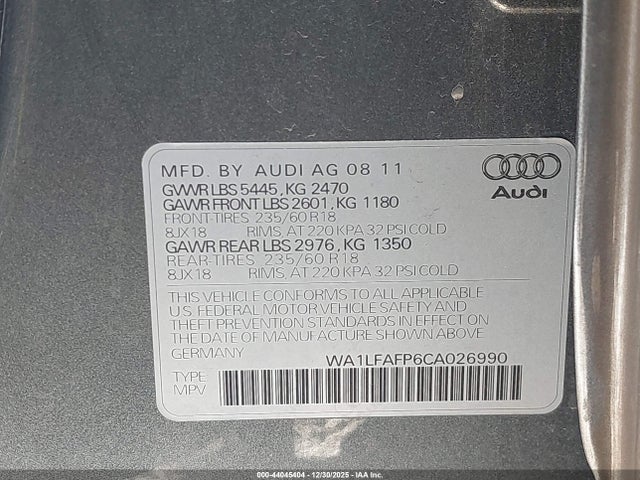 MFD. BY AUDI AG 08 11
GVWR LBS 5445, KG 2470
GAWR FRONT LBS 2601, KG 1180
FRONT-TIRES 235/60 R18
8JX18 RIMS, AT 220 KPA 32 PSI COLD
GAWR REAR LBS 2976, KG 1350
REAR-TIRES 235/60 R18
8JX18 RIMS, AT 220 KPA 32 PSI COLD
Audi
THIS VEHICLE CONFORMS TO ALL APPLICABLE
U.S FEDERAL MOTOR VEHICLE SAFETY AND
THEFT PREVENTION STANDARDS IN EFFECT ON THE
DATE OF MANUFACTURE SHOWN ABOVE
WA1LFAFP6CA026990
TYPE
MPV
000-44045404 - 12/30/2025 - IAAI, Inc. Copyright